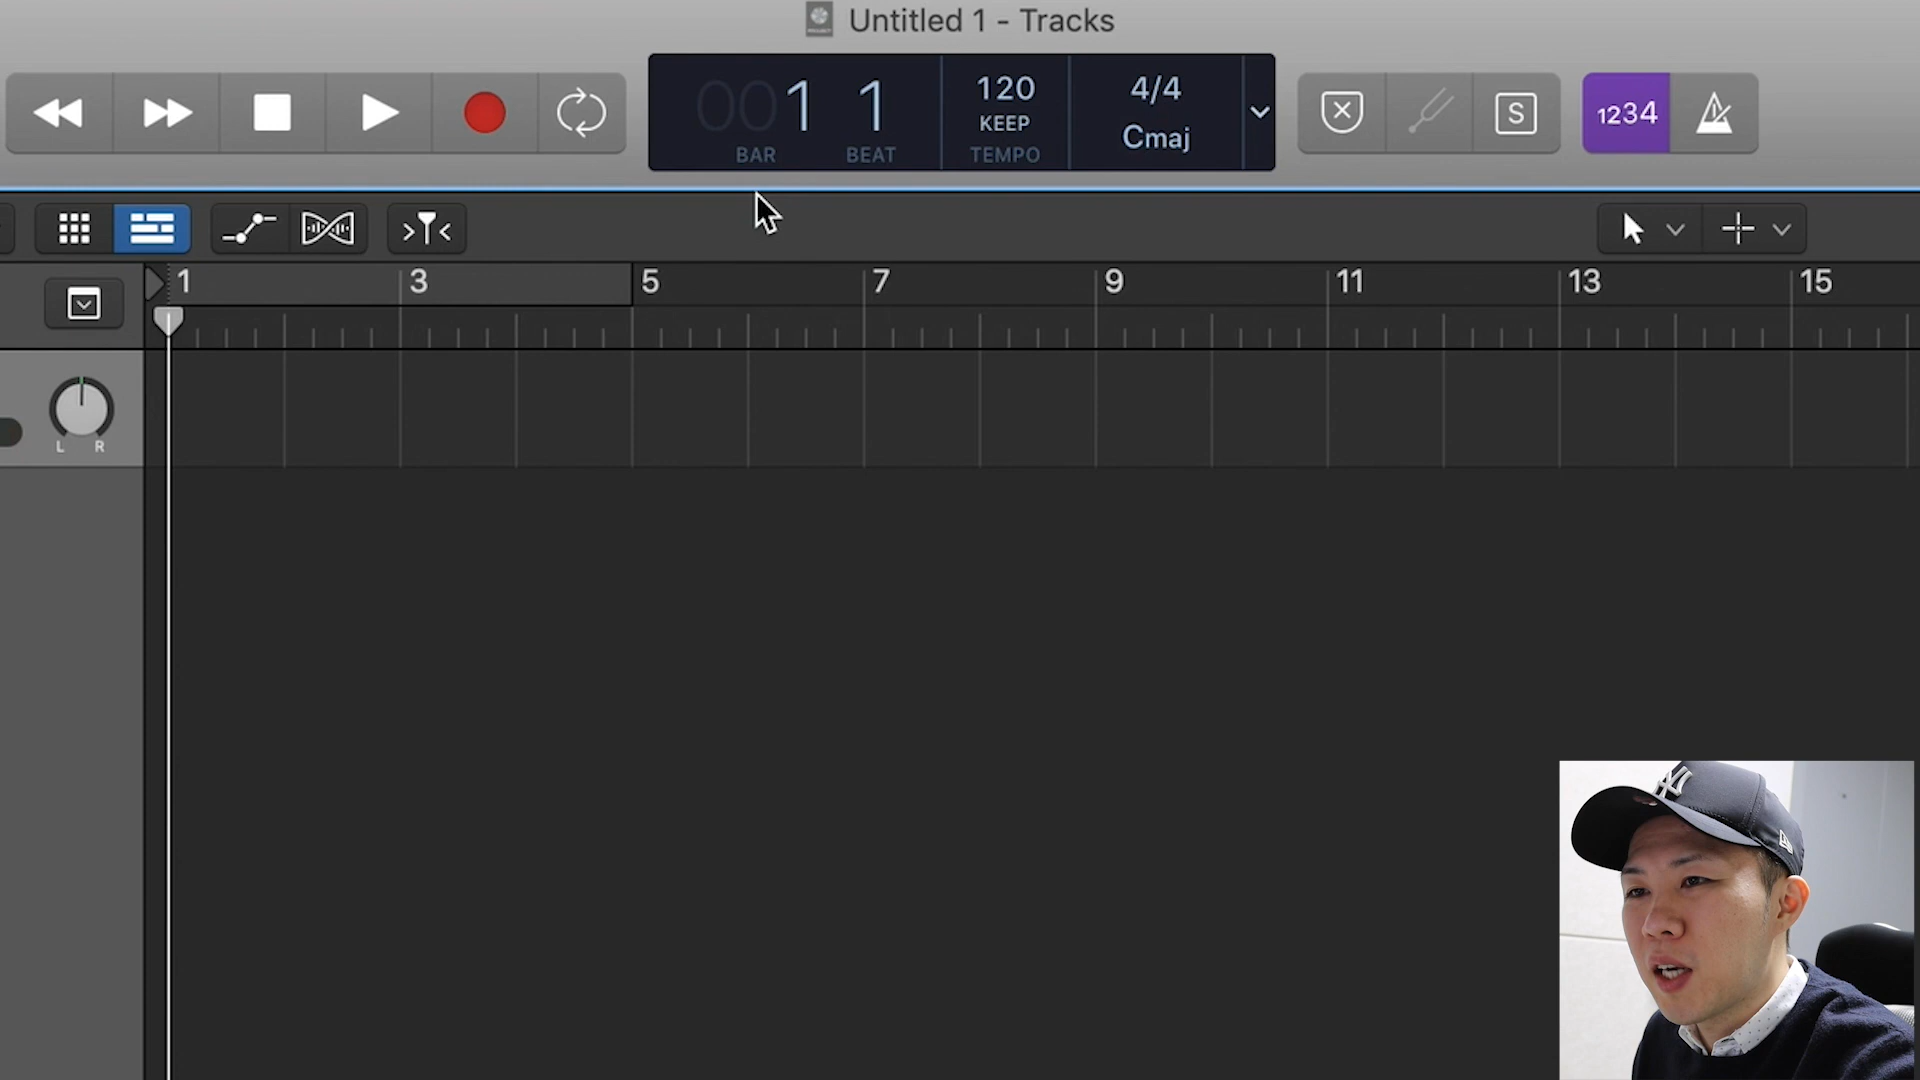 Untitled 1 - Tracks
001 1
BAR BEAT
120
KEEP
TEMPO
4/4
Cmaj
S
1234
1 3 5 7 9 11 13 15
L R
NY